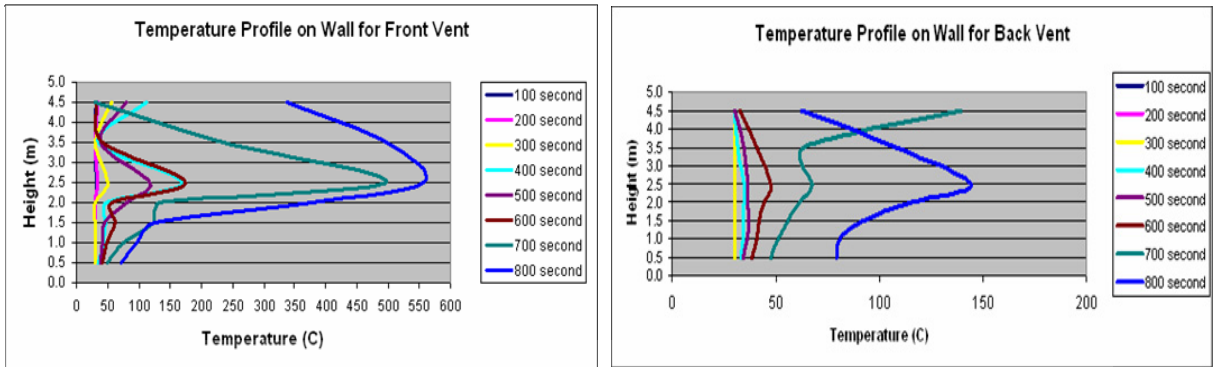 Temperature Profile on Wall for Front Vent
Height (m)
5.0
4.5
4.0
3.5
3.0
2.5
2.0
1.5
1.0
0.5
0.0
0 50 100 150 200 250 300 350 400 450 500 550 600
Temperature (C)
100 second
200 second
300 second
400 second
500 second
600 second
700 second
800 second
Temperature Profile on Wall for Back Vent
Height (m)
5.0
4.5
4.0
3.5
3.0
2.5
2.0
1.5
1.0
0.5
0.0
0 50 100 150 200
Temperature (C)
100 second
200 second
300 second
400 second
500 second
600 second
700 second
800 second